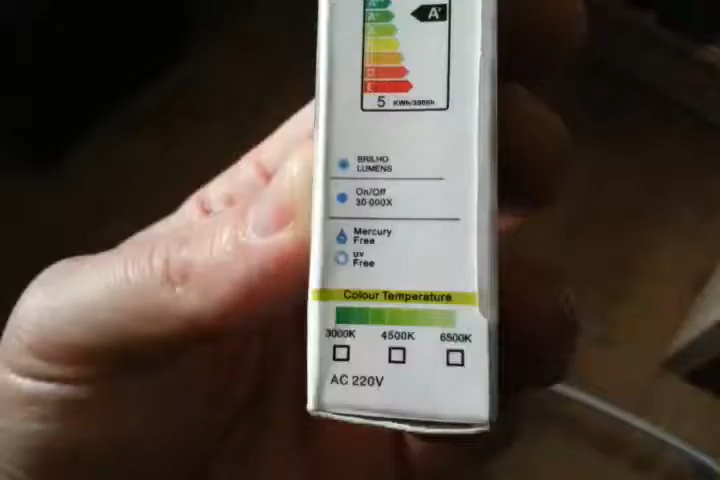 A+
5 KWh/1000h
BRILHO
LUMENS
On/Off
30·000X
Mercury
Free
uv
Free
Colour Temperature
3000K 4500K 6500K
AC 220V